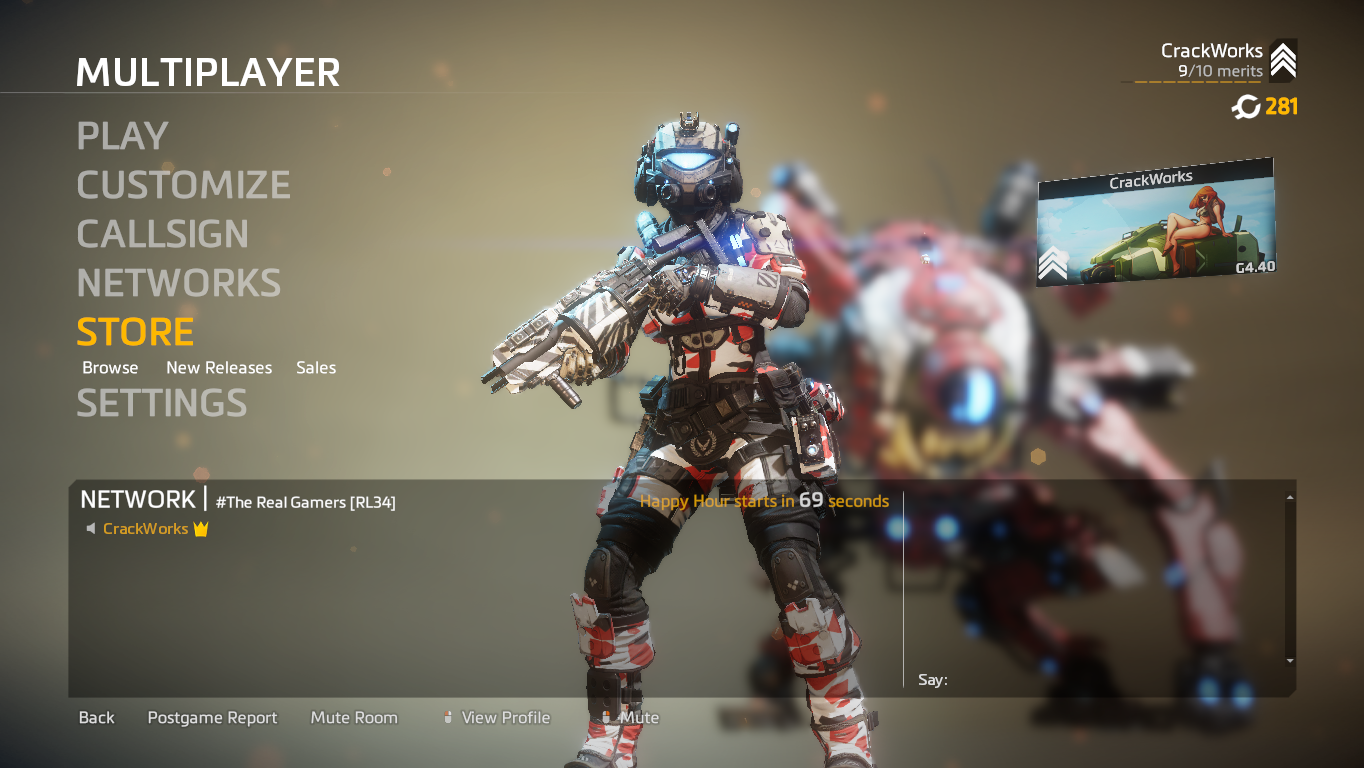 MULTIPLAYER
CrackWorks
9/10 merits
281
PLAY
CUSTOMIZE
CALLSIGN
NETWORKS
STORE
Browse New Releases Sales
SETTINGS
CrackWorks
G4.40
NETWORK | #The Real Gamers [RL34]
Happy Hour starts in 69 seconds
CrackWorks
Say:
Back Postgame Report Mute Room View Profile Mute